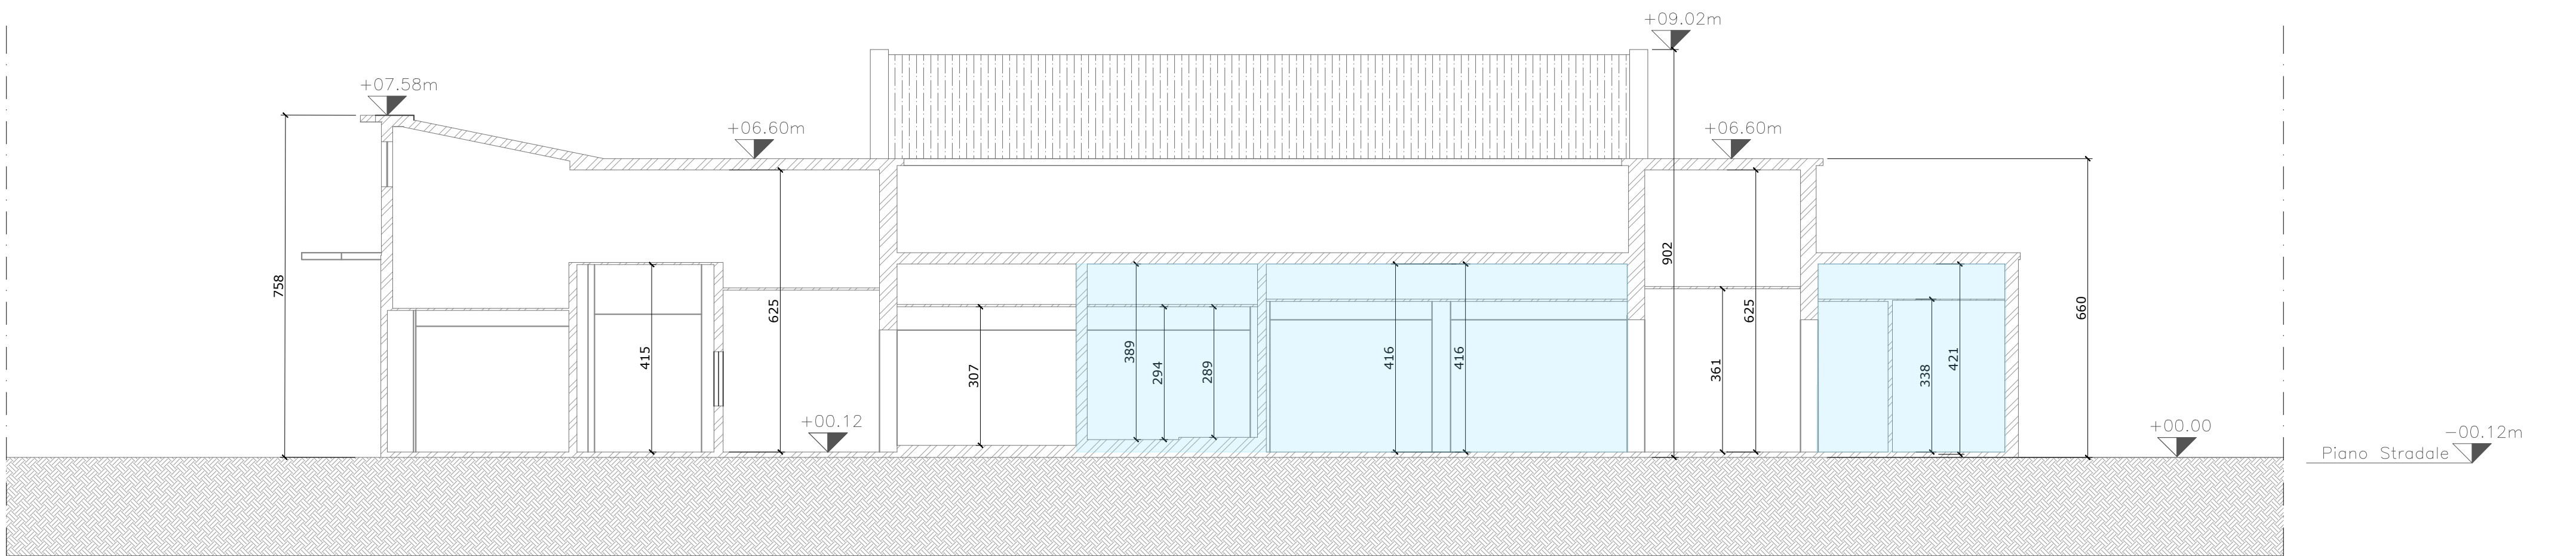 +09.02m
+07.58m
+06.60m
+06.60m
758
625
415
307
389
294
289
416
416
902
361
625
338
421
660
+00.12
+00.00
-00.12m
Piano Stradale